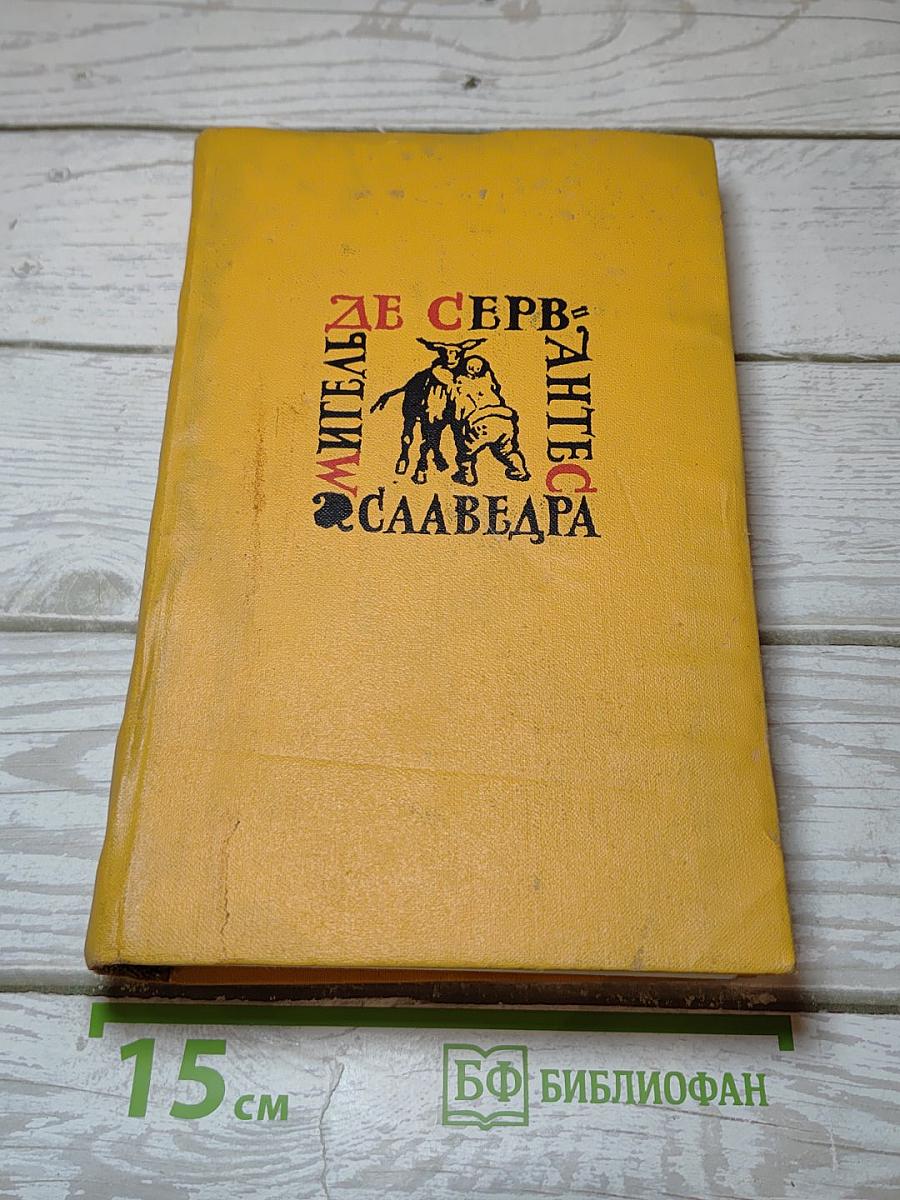 МИГЕЛЬ
ДЕ СЕРВ=
АНТЕС
СААВЕДРА
15 см
БФ БИБЛИОФАН